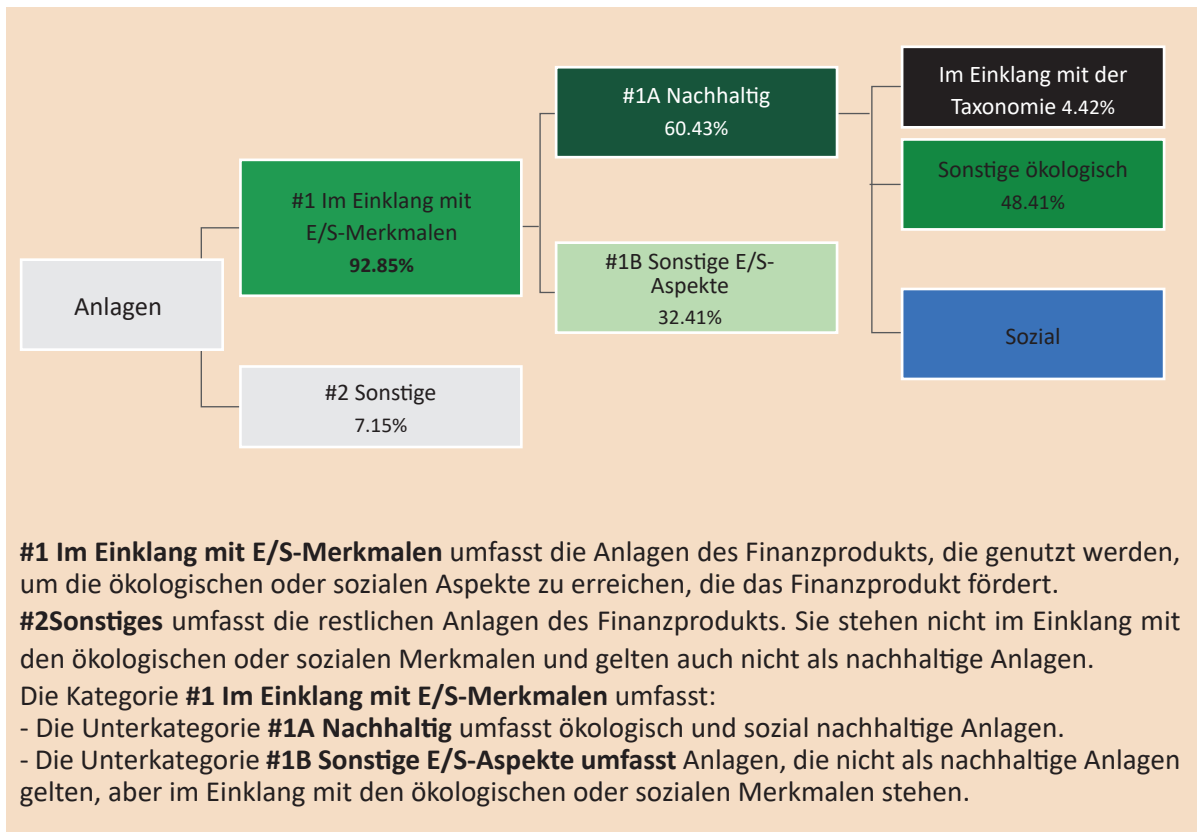 Anlagen
#1 Im Einklang mit
E/S-Merkmalen
92.85%
#2 Sonstige
7.15%
#1A Nachhaltig
60.43%
#1B Sonstige E/S-
Aspekte
32.41%
Im Einklang mit der
Taxonomie 4.42%
Sonstige ökologisch
48.41%
Sozial
#1 Im Einklang mit E/S-Merkmalen umfasst die Anlagen des Finanzprodukts, die genutzt werden,
um die ökologischen oder sozialen Aspekte zu erreichen, die das Finanzprodukt fördert.
#2Sonstiges umfasst die restlichen Anlagen des Finanzprodukts. Sie stehen nicht im Einklang mit
den ökologischen oder sozialen Merkmalen und gelten auch nicht als nachhaltige Anlagen.
Die Kategorie #1 Im Einklang mit E/S-Merkmalen umfasst:
- Die Unterkategorie #1A Nachhaltig umfasst ökologisch und sozial nachhaltige Anlagen.
- Die Unterkategorie #1B Sonstige E/S-Aspekte umfasst Anlagen, die nicht als nachhaltige Anlagen
gelten, aber im Einklang mit den ökologischen oder sozialen Merkmalen stehen.